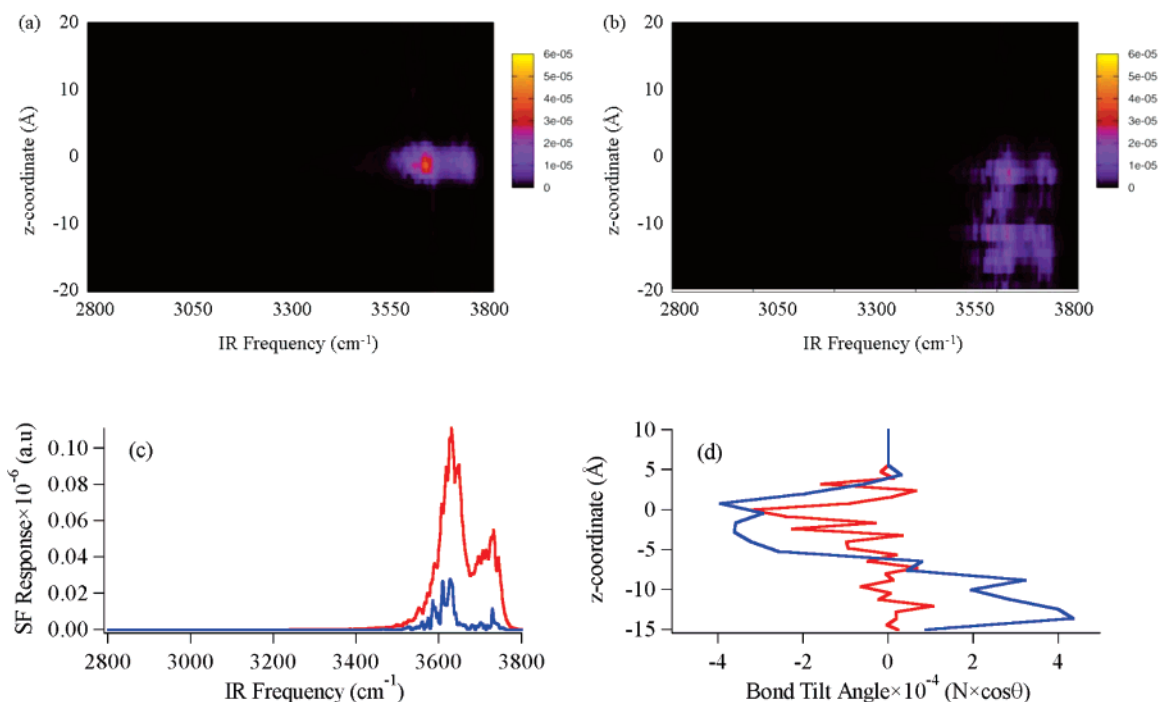 (a)
20
10
0
-10
-20
z-coordinate (Å)
2800 3050 3300 3550 3800
IR Frequency (cm⁻¹)
6e-05
5e-05
4e-05
3e-05
2e-05
1e-05
0
(b)
20
10
0
-10
-20
z-coordinate (Å)
2800 3050 3300 3550 3800
IR Frequency (cm⁻¹)
6e-05
5e-05
4e-05
3e-05
2e-05
1e-05
0
(c)
SF Response×10⁻⁶ (a.u)
0.10
0.08
0.06
0.04
0.02
0.00
2800 3000 3200 3400 3600 3800
IR Frequency (cm⁻¹)
(d)
z-coordinate (Å)
10
5
0
-5
-10
-15
-4 -2 0 2 4
Bond Tilt Angle×10⁻⁴ (N×cosθ)